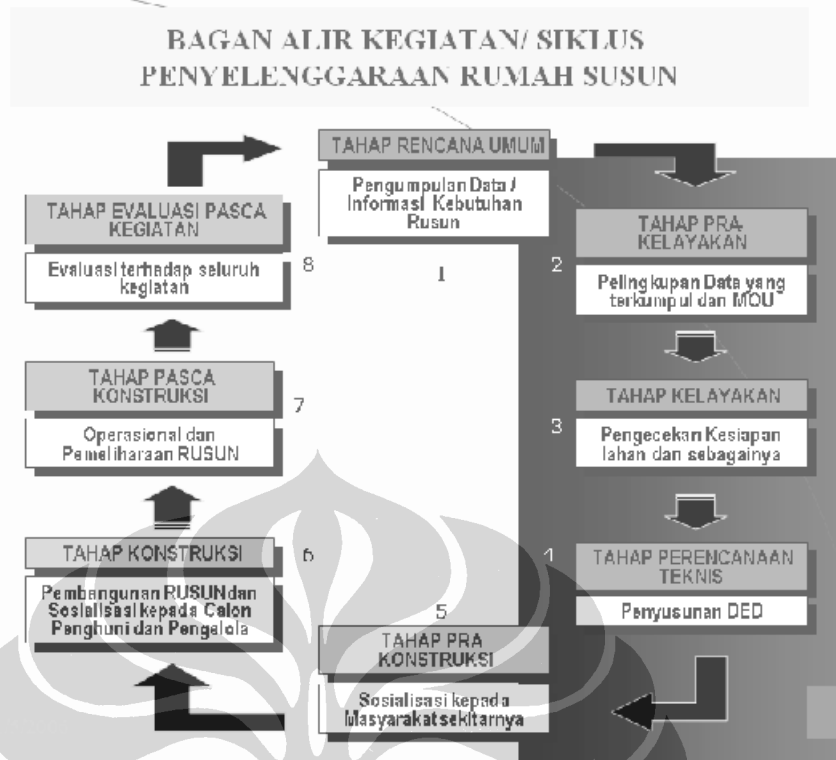 BAGAN ALIR KEGIATAN/ SIKLUS
PENYELENGGARAAN RUMAH SUSUN
TAHAP RENCANA UMUM
Pengumpulan Data /
Informasi Kebutuhan
Rusun
1
TAHAP PRA
KELAYAKAN
2
Pelingkupan Data yang
terkumpul dan MOU
TAHAP KELAYAKAN
3
Pengecekan Kesiapan
lahan dan sebagainya
4
TAHAP PERENCANAAN
TEKNIS
Penyusunan DED
5
TAHAP PRA
KONSTRUKSI
Sosialisasi kepada
Masyarakat sekitarnya
TAHAP KONSTRUKSI
6
Pembangunan RUSUN dan
Sosialisasi kepada Calon
Penghuni dan Pengelola
TAHAP PASCA
KONSTRUKSI
7
Operasional dan
Pemeliharaan RUSUN
TAHAP EVALUASI PASCA
KEGIATAN
8
Evaluasi terhadap seluruh
kegiatan